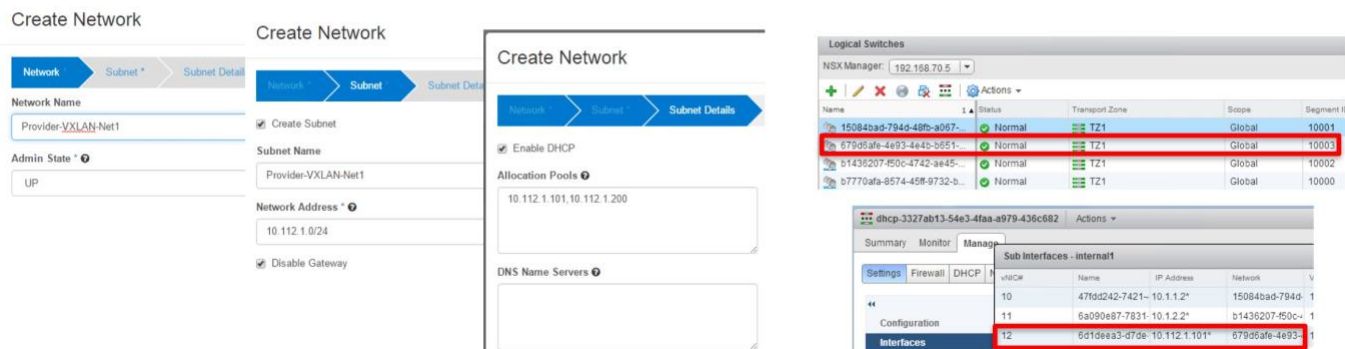 Create Network
Network *
Subnet *
Subnet Detail
Network Name
Provider-VXLAN-Net1
Admin State *
UP
Create Network
Network *
Subnet
Subnet Deta
Create Subnet
Subnet Name
Provider-VXLAN-Net1
Network Address *
10.112.1.0/24
Disable Gateway
Create Network
Network *
Subnet *
Subnet Details
Enable DHCP
Allocation Pools
10.112.1.101,10.112.1.200
DNS Name Servers
Logical Switches
NSX Manager: 192.168.70.5
Actions
Name 1 Status Transport Zone Scope Segment I
15084bad-794d-48fb-a067-... Normal TZ1 Global 10001
679d6afe-4e93-4e4b-b651-... Normal TZ1 Global 10003
b1436207-f50c-4742-ae45-... Normal TZ1 Global 10002
b7770afa-8574-45ff-9732-b... Normal TZ1 Global 10000
dhcp-3327ab13-54e3-4faa-a979-436c682 Actions
Summary Monitor Manage
Settings Firewall DHCP N
Configuration
Interfaces
Sub Interfaces - internal1
vNIC# Name IP Address Network V
10 47fdd242-7421- 10.1.1.2* 15084bad-794d- 1
11 6a090e87-7831- 10.1.2.2* b1436207-f50c- 1
12 6d1deea3-d7de- 10.112.1.101* 679d6afe-4e93- 1